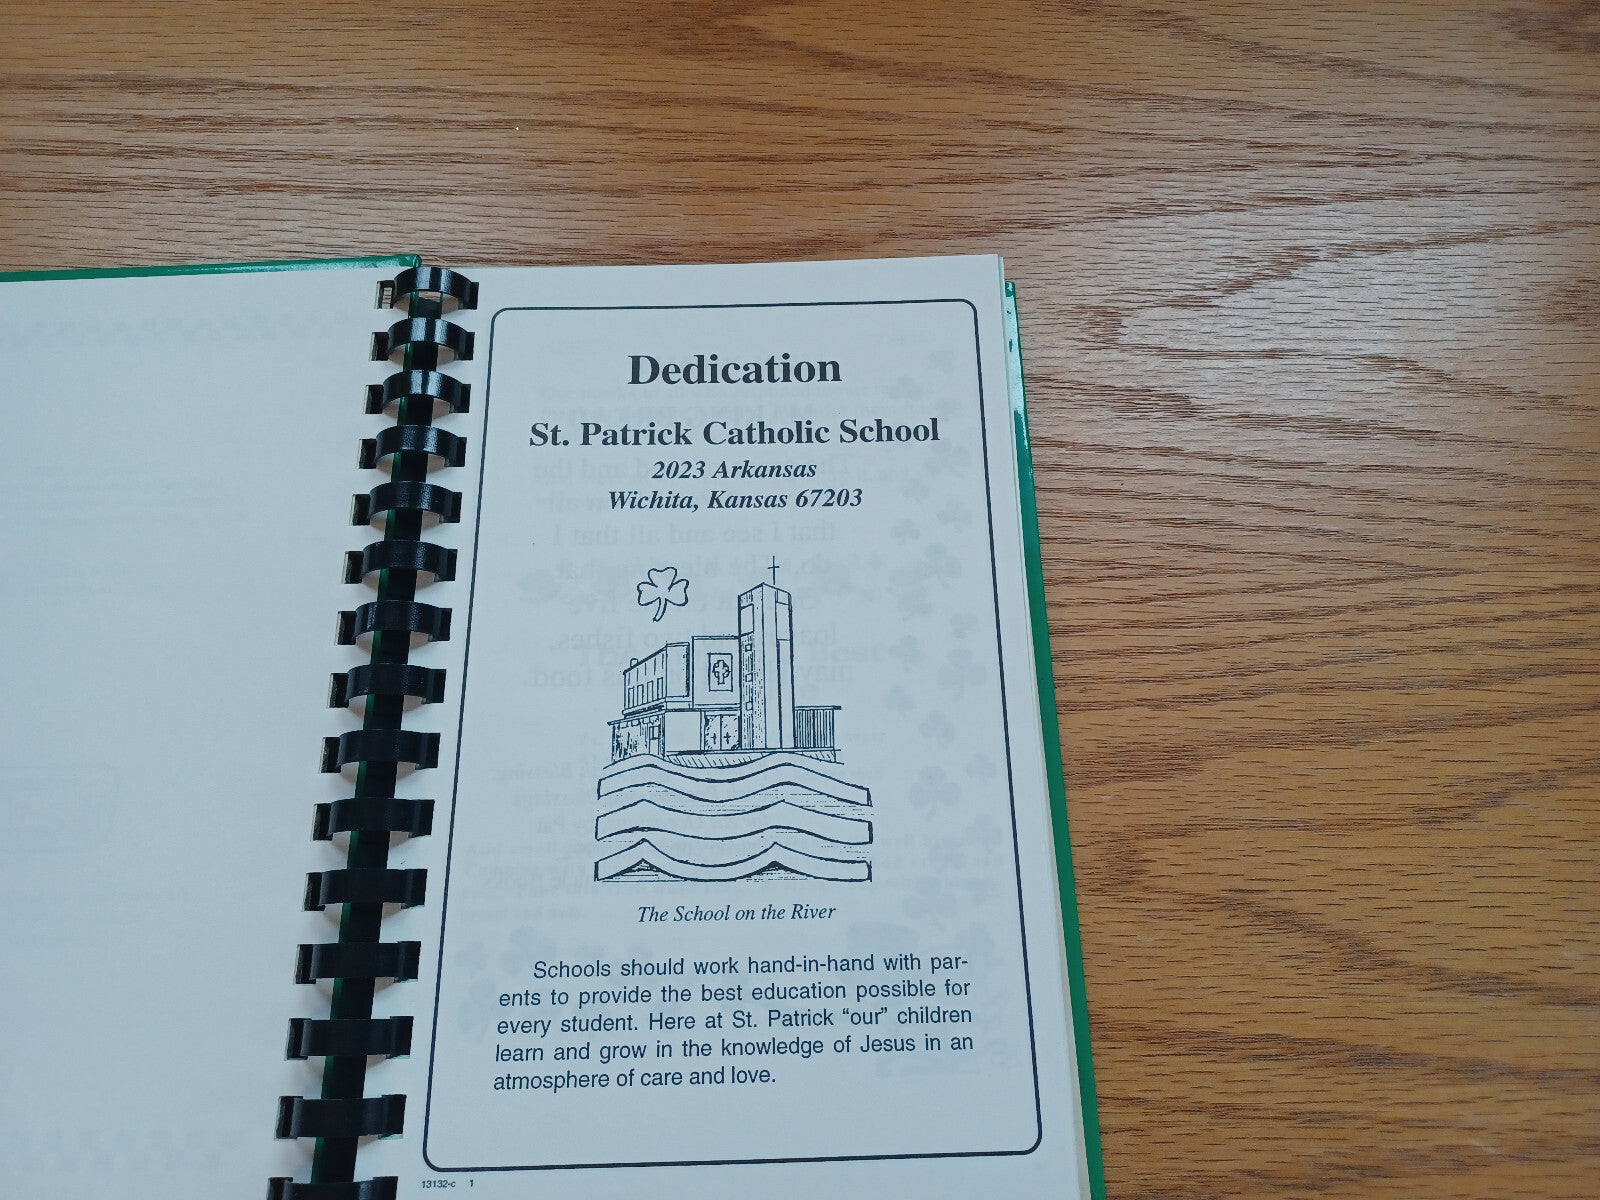 Dedication
St. Patrick Catholic School
2023 Arkansas
Wichita, Kansas 67203
The School on the River
Schools should work hand-in-hand with par-
ents to provide the best education possible for
every student. Here at St. Patrick “our” children
learn and grow in the knowledge of Jesus in an
atmosphere of care and love.
13132-c 1